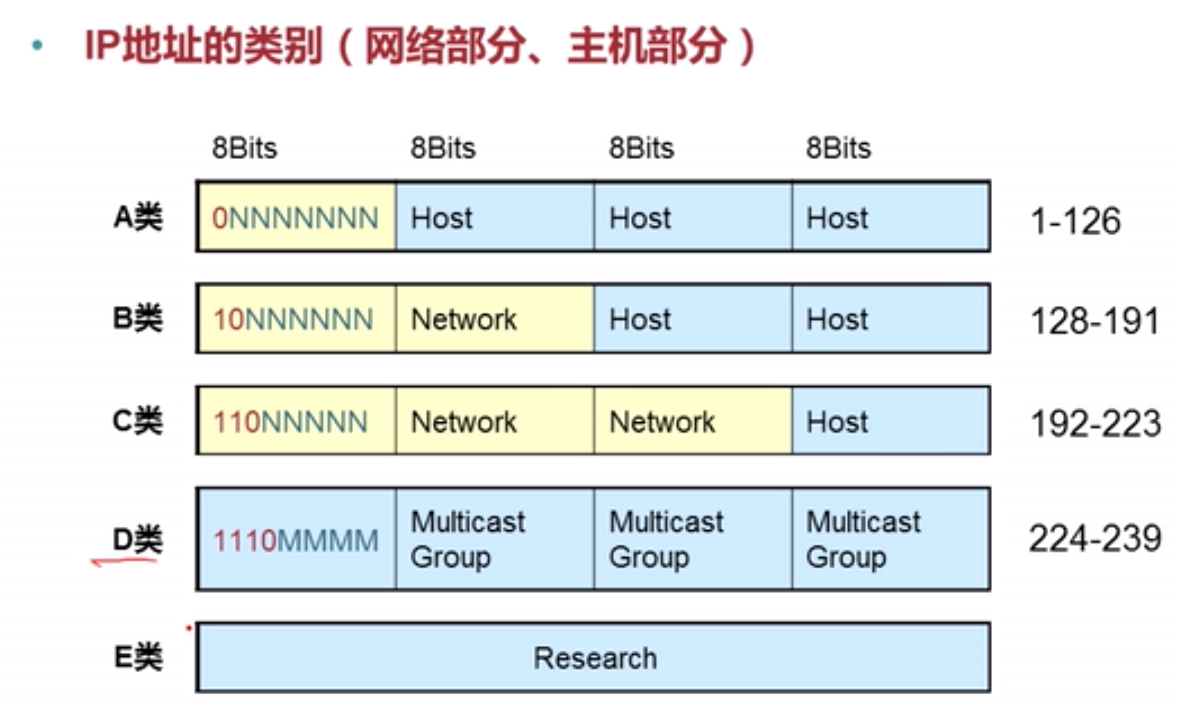 • IP地址的类别（网络部分、主机部分）
8Bits 8Bits 8Bits 8Bits
A类 0NNNNNNN Host Host Host 1-126
B类 10NNNNNN Network Host Host 128-191
C类 110NNNNN Network Network Host 192-223
D类 1110MMMM Multicast Group Multicast Group Multicast Group 224-239
E类 Research